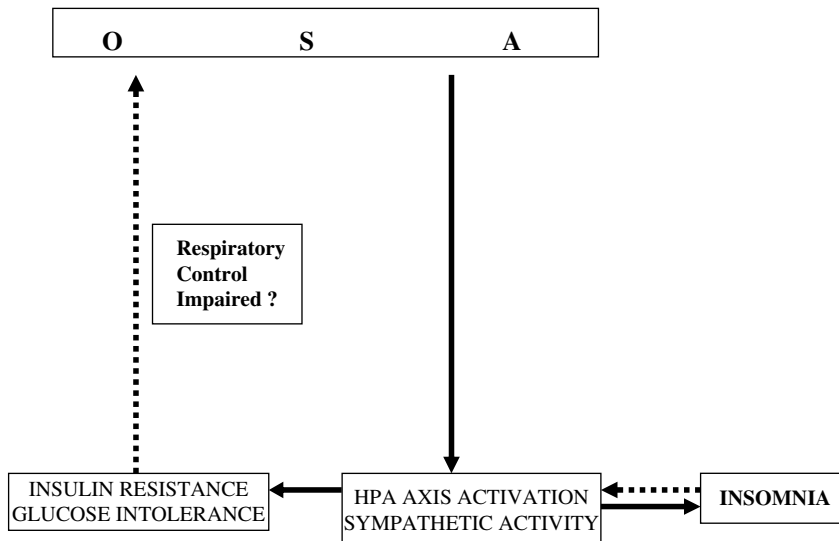 O S A
Respiratory
Control
Impaired ?
INSULIN RESISTANCE
GLUCOSE INTOLERANCE
HPA AXIS ACTIVATION
SYMPATHETIC ACTIVITY
INSOMNIA